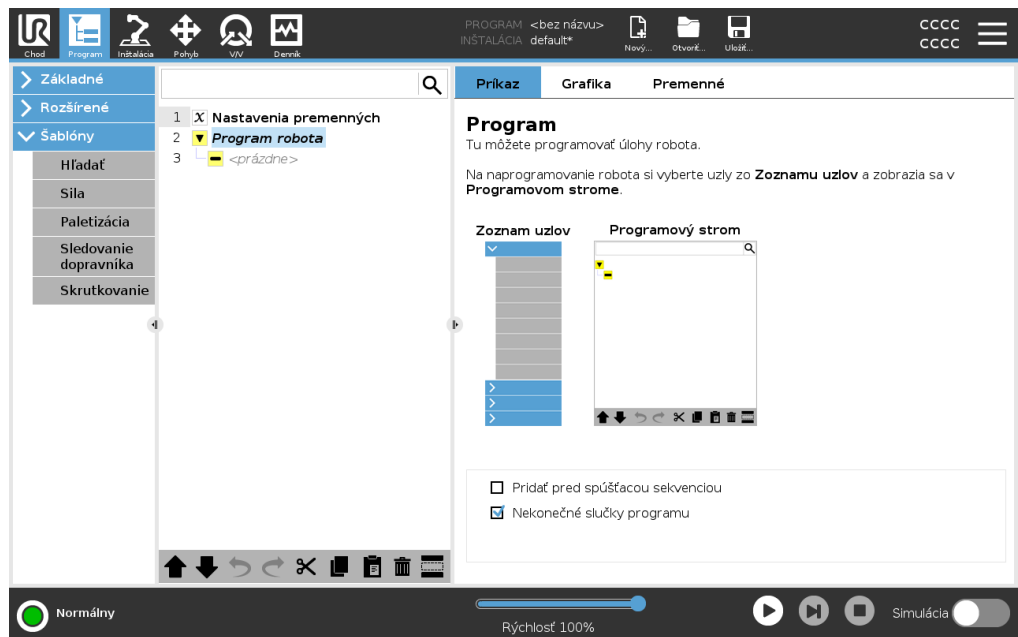 UR
Chod
Program
Inštalácia
Pohyb
V/V
Denník
PROGRAM <bez názvu>
INŠTALÁCIA default*
Nový...
Otvoriť...
Uložiť...
CCCC
CCCC
Základné
Rozšírené
Šablóny
Hľadať
Sila
Paletizácia
Sledovanie
dopravníka
Skrutkovanie
1 X Nastavenia premenných
2 Program robota
3 <prázdne>
Príkaz Grafika Premenné
Program
Tu môžete programovať úlohy robota.
Na naprogramovanie robota si vyberte uzly zo Zoznamu uzlov a zobrazia sa v
Programovom strome.
Zoznam uzlov Programový strom
Pridať pred spúšťacou sekvenciou
Nekonečné slučky programu
Normálny
Rýchlosť 100%
Simulácia